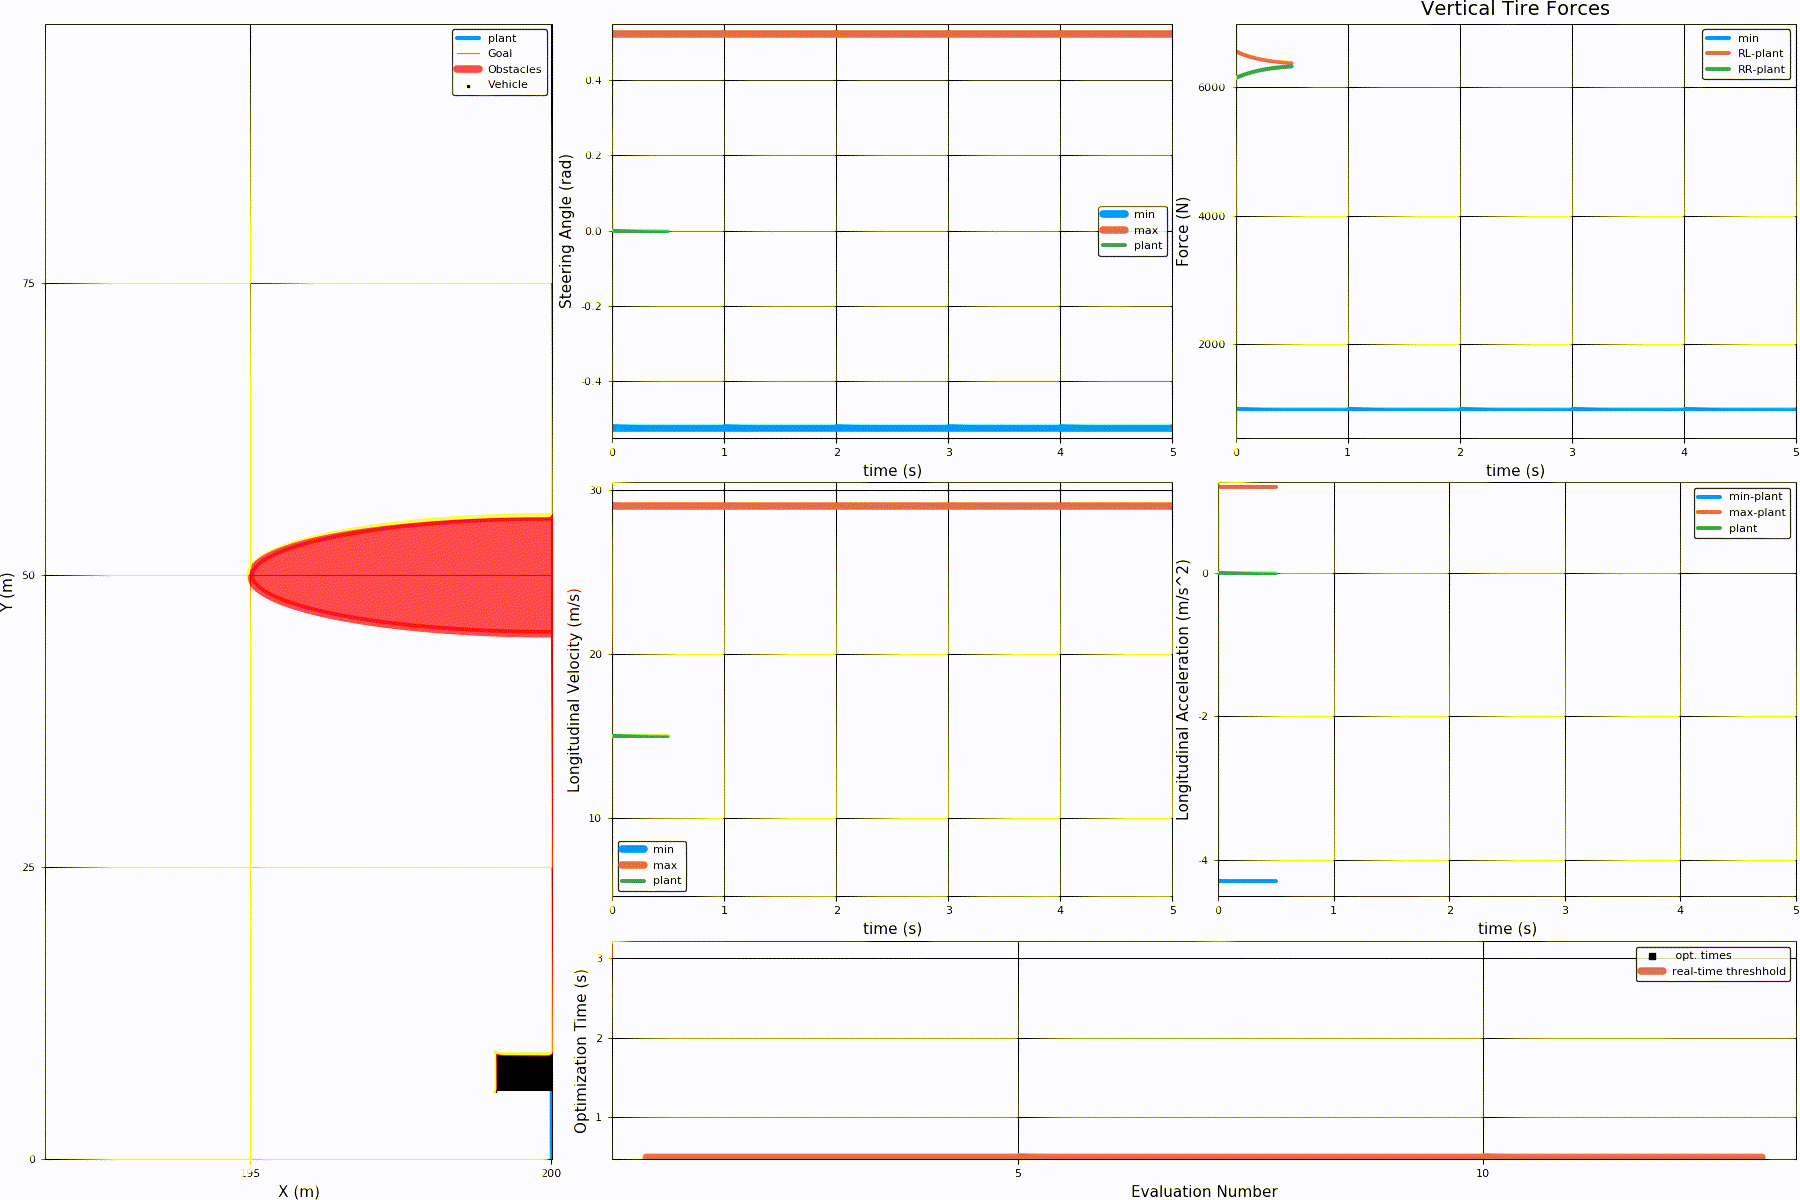 plant
Goal
Obstacles
Vehicle
75
50
25
0
195
200
Y (m)
X (m)
0.4
0.2
0.0
-0.2
-0.4
0
1
2
3
4
5
Steering Angle (rad)
time (s)
min
max
plant
Vertical Tire Forces
6000
4000
2000
0
1
2
3
4
5
Force (N)
time (s)
min
RL-plant
RR-plant
30
20
10
0
1
2
3
4
5
Longitudinal Velocity (m/s)
time (s)
min
max
plant
0
-2
-4
0
1
2
3
4
5
Longitudinal Acceleration (m/s^2)
time (s)
min-plant
max-plant
plant
3
2
1
5
10
Optimization Time (s)
Evaluation Number
opt. times
real-time threshhold